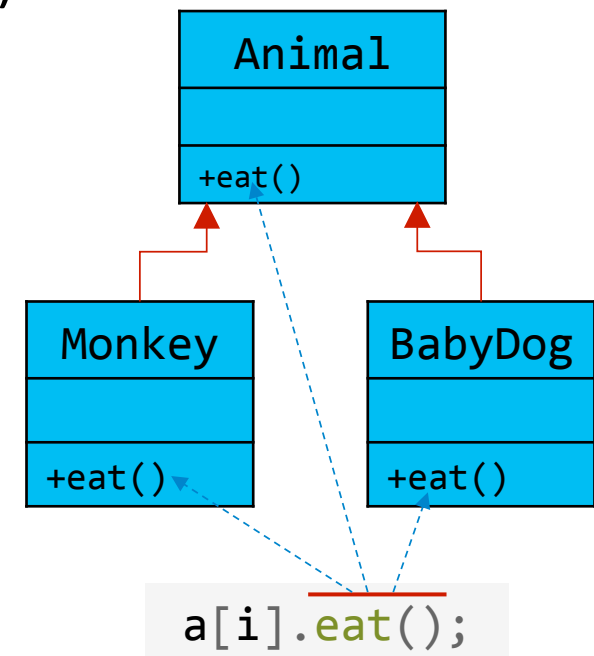 Animal
+eat()
Monkey
BabyDog
+eat()
+eat()
a[i].eat();